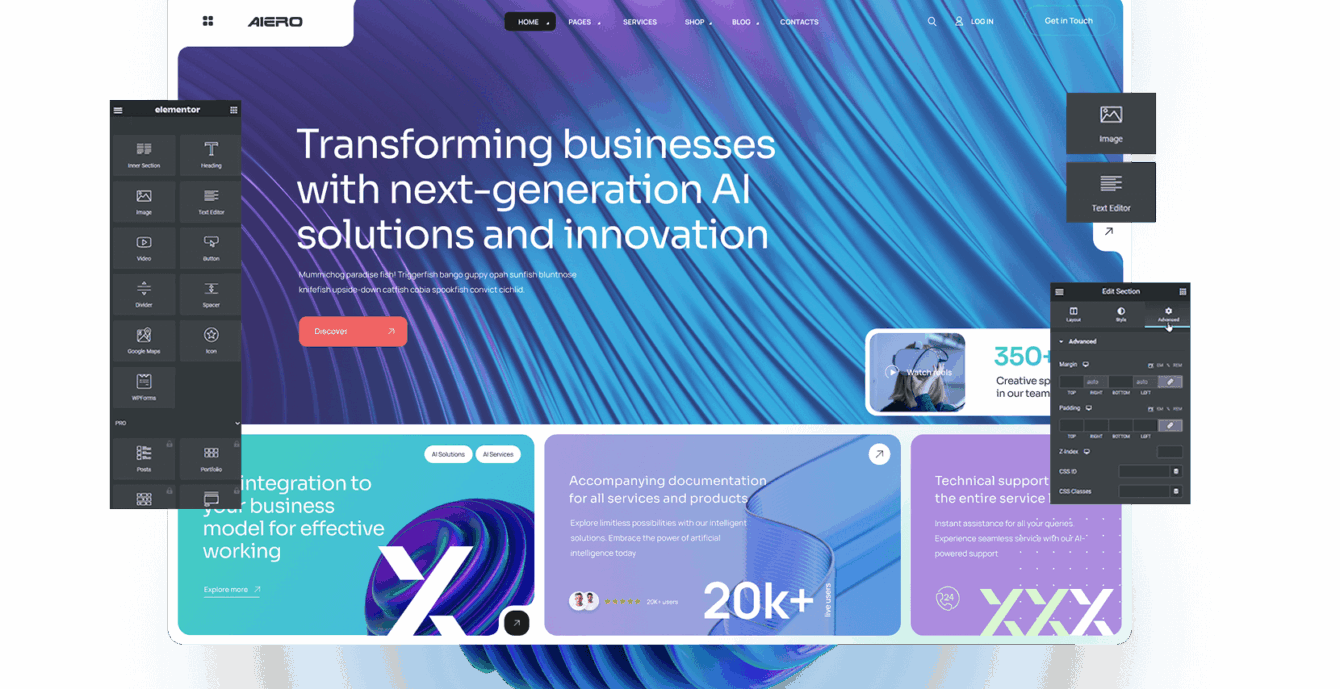 AIERO
HOME
PAGES
SERVICES
SHOP
BLOG
CONTACTS
LOG IN
Get in Touch
elementor
Inner Section
Heading
Image
Text Editor
Video
Button
Divider
Spacer
Google Maps
Icon
WPForms
PRO
Posts
Portfolio
Transforming businesses
with next-generation AI
solutions and innovation
Mummichog paradise fish! Triggerfish bango guppy opah sunfish bluntnose
knifefish upside-down catfish cobia spookfish convict cichlid.
Discover
Watch reels
350+
Creative sp
in our team
Image
Text Editor
Edit Section
Layout
Style
Advanced
Advanced
Margin
PX EM % REM
auto
auto
TOP RIGHT BOTTOM LEFT
Padding
PX EM % REM
TOP RIGHT BOTTOM LEFT
Z-Index
CSS ID
CSS Classes
AI Solutions
AI Services
integration to
your business
model for effective
working
Explore more
Accompanying documentation
for all services and products
Explore limitless possibilities with our intelligent
solutions. Embrace the power of artificial
intelligence today
20K+ users
20k+
live users
Technical support
the entire service
Instant assistance for all your queries.
Experience seamless service with our AI-
powered support
24